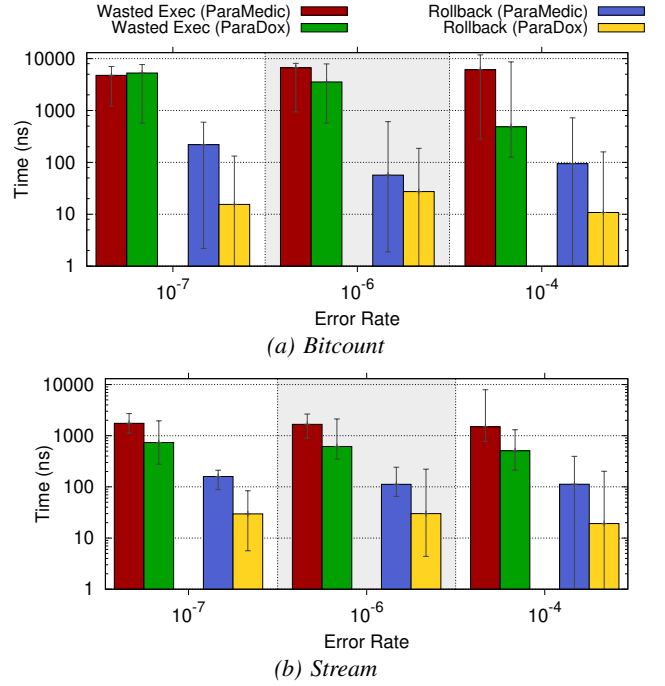 Wasted Exec (ParaMedic) Rollback (ParaMedic)
Wasted Exec (ParaDox) Rollback (ParaDox)
10000
1000
100
10
1
Time (ns)
10-7 10-6 10-4
Error Rate
(a) Bitcount
10000
1000
100
10
1
Time (ns)
10-7 10-6 10-4
Error Rate
(b) Stream